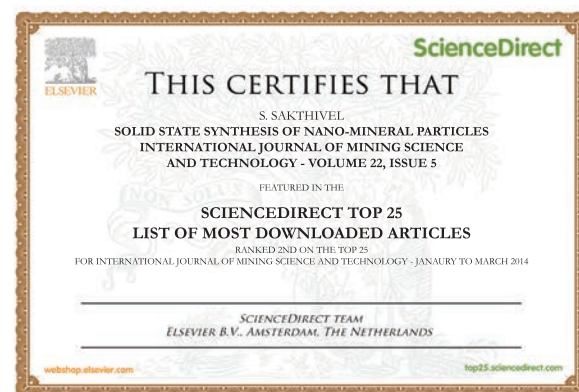 ELSEVIER
ScienceDirect
THIS CERTIFIES THAT
S. SAKTHIVEL
SOLID STATE SYNTHESIS OF NANO-MINERAL PARTICLES
INTERNATIONAL JOURNAL OF MINING SCIENCE
AND TECHNOLOGY - VOLUME 22, ISSUE 5
FEATURED IN THE
NON SOLUS
SCIENCEDIRECT TOP 25
LIST OF MOST DOWNLOADED ARTICLES
RANKED 2ND ON THE TOP 25
FOR INTERNATIONAL JOURNAL OF MINING SCIENCE AND TECHNOLOGY - JANAURY TO MARCH 2014
SCIENCEDIRECT TEAM
ELSEVIER B.V., AMSTERDAM, THE NETHERLANDS
webshop.elsevier.com
top25.sciencedirect.com